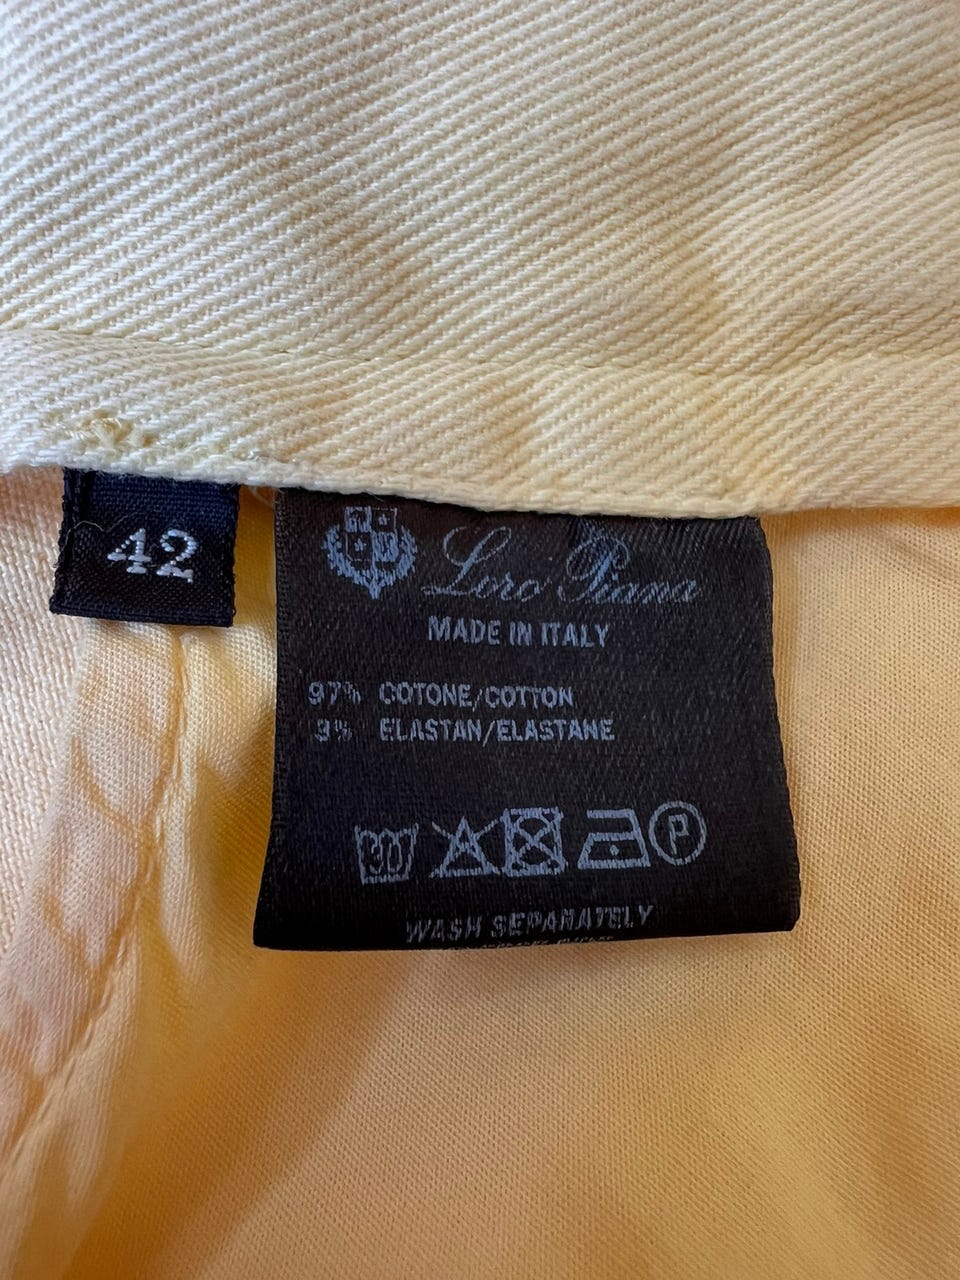 42
Loro Piana
MADE IN ITALY
97% COTONE/COTTON
3% ELASTAN/ELASTANE
30
P
WASH SEPARATELY